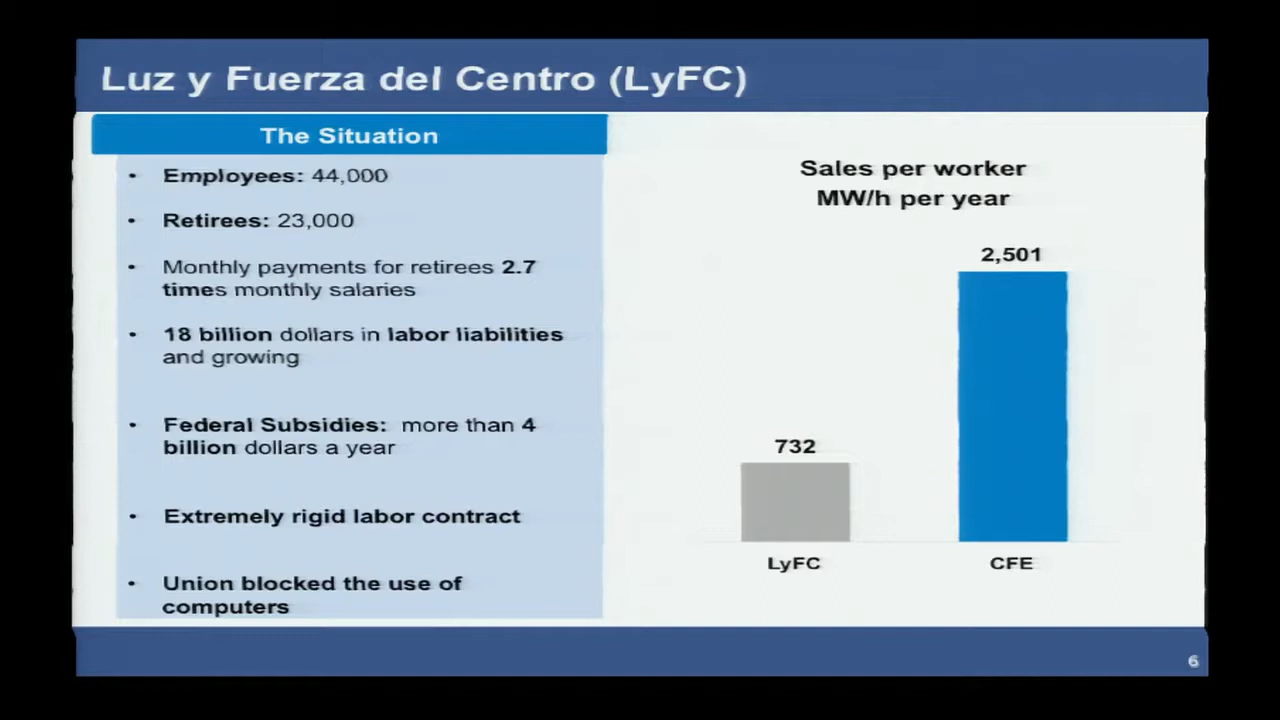 Luz y Fuerza del Centro (LyFC)
The Situation
• Employees: 44,000
• Retirees: 23,000
• Monthly payments for retirees 2.7
times monthly salaries
• 18 billion dollars in labor liabilities
and growing
• Federal Subsidies: more than 4
billion dollars a year
• Extremely rigid labor contract
• Union blocked the use of
computers
Sales per worker
MW/h per year
2,501
732
LyFC
CFE
6